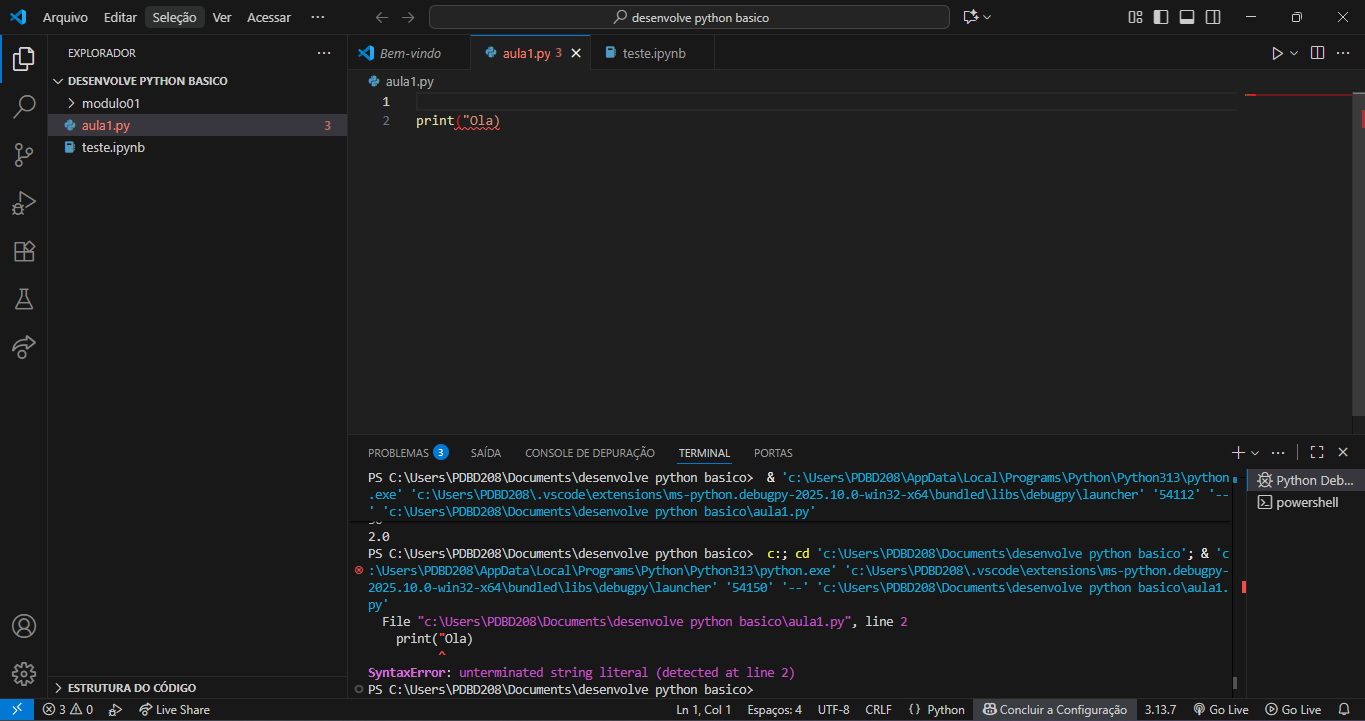 Arquivo Editar Seleção Ver Acessar ··· desenvolve python basico
EXPLORADOR ···
DESENVOLVE PYTHON BASICO
modulo01
aula1.py 3
teste.ipynb
ESTRUTURA DO CÓDIGO
Bem-vindo aula1.py 3 teste.ipynb ···
aula1.py
1
2 print("Ola)
PROBLEMAS 3 SAÍDA CONSOLE DE DEPURAÇÃO TERMINAL PORTAS ···
PS C:\Users\PDBD208\Documents\desenvolve python basico> & 'c:\Users\PDBD208\AppData\Local\Programs\Python\Python313\python
.exe' 'c:\Users\PDBD208\.vscode\extensions\ms-python.debugpy-2025.10.0-win32-x64\bundled\libs\debugpy\launcher' '54112' '--
' 'c:\Users\PDBD208\Documents\desenvolve python basico\aula1.py'
2.0
PS C:\Users\PDBD208\Documents\desenvolve python basico> c:; cd 'c:\Users\PDBD208\Documents\desenvolve python basico'; & 'c
:\Users\PDBD208\AppData\Local\Programs\Python\Python313\python.exe' 'c:\Users\PDBD208\.vscode\extensions\ms-python.debugpy-
2025.10.0-win32-x64\bundled\libs\debugpy\launcher' '54150' '--' 'c:\Users\PDBD208\Documents\desenvolve python basico\aula1.
py'
File "c:\Users\PDBD208\Documents\desenvolve python basico\aula1.py", line 2
print("Ola)
^
SyntaxError: unterminated string literal (detected at line 2)
PS C:\Users\PDBD208\Documents\desenvolve python basico>
Python Deb...
powershell
3 0 Live Share Ln 1, Col 1 Espaços: 4 UTF-8 CRLF {} Python Concluir a Configuração 3.13.7 Go Live Go Live